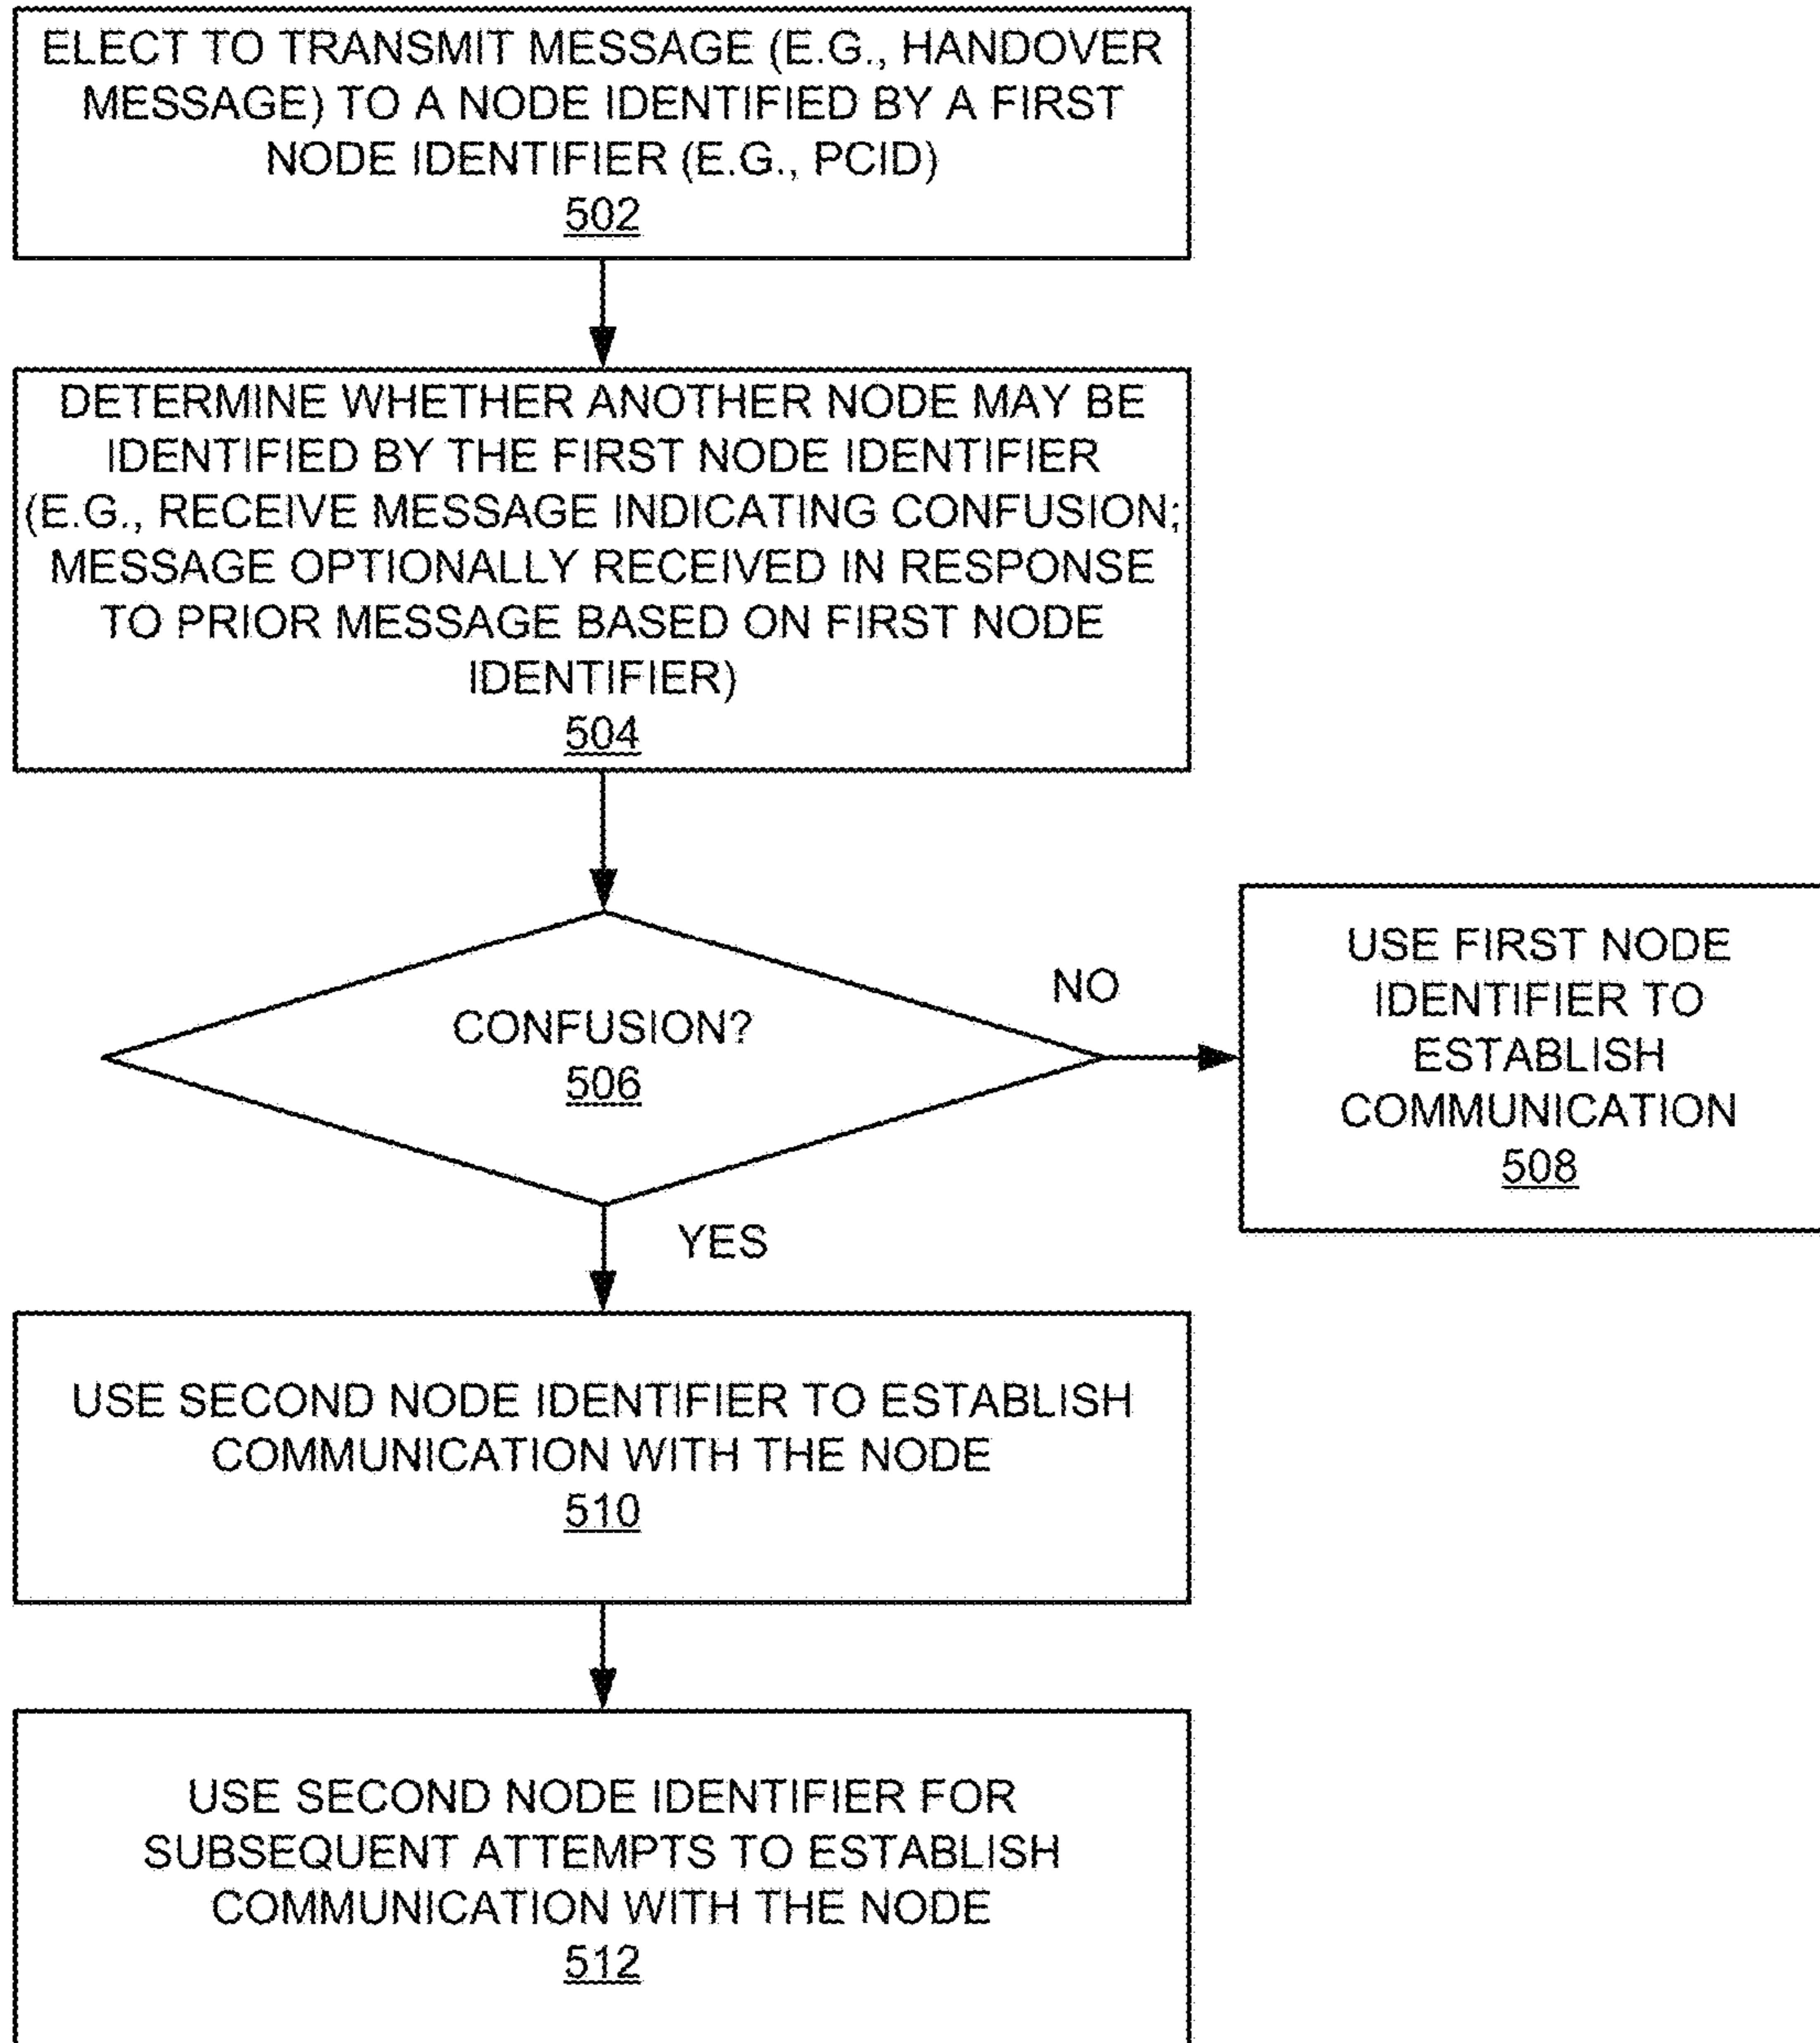 ELECT TO TRANSMIT MESSAGE (E.G., HANDOVER
MESSAGE) TO A NODE IDENTIFIED BY A FIRST
NODE IDENTIFIER (E.G., PCID)
502
DETERMINE WHETHER ANOTHER NODE MAY BE
IDENTIFIED BY THE FIRST NODE IDENTIFIER
(E.G., RECEIVE MESSAGE INDICATING CONFUSION;
MESSAGE OPTIONALLY RECEIVED IN RESPONSE
TO PRIOR MESSAGE BASED ON FIRST NODE
IDENTIFIER)
504
CONFUSION?
506
NO
USE FIRST NODE
IDENTIFIER TO
ESTABLISH
COMMUNICATION
508
YES
USE SECOND NODE IDENTIFIER TO ESTABLISH
COMMUNICATION WITH THE NODE
510
USE SECOND NODE IDENTIFIER FOR
SUBSEQUENT ATTEMPTS TO ESTABLISH
COMMUNICATION WITH THE NODE
512